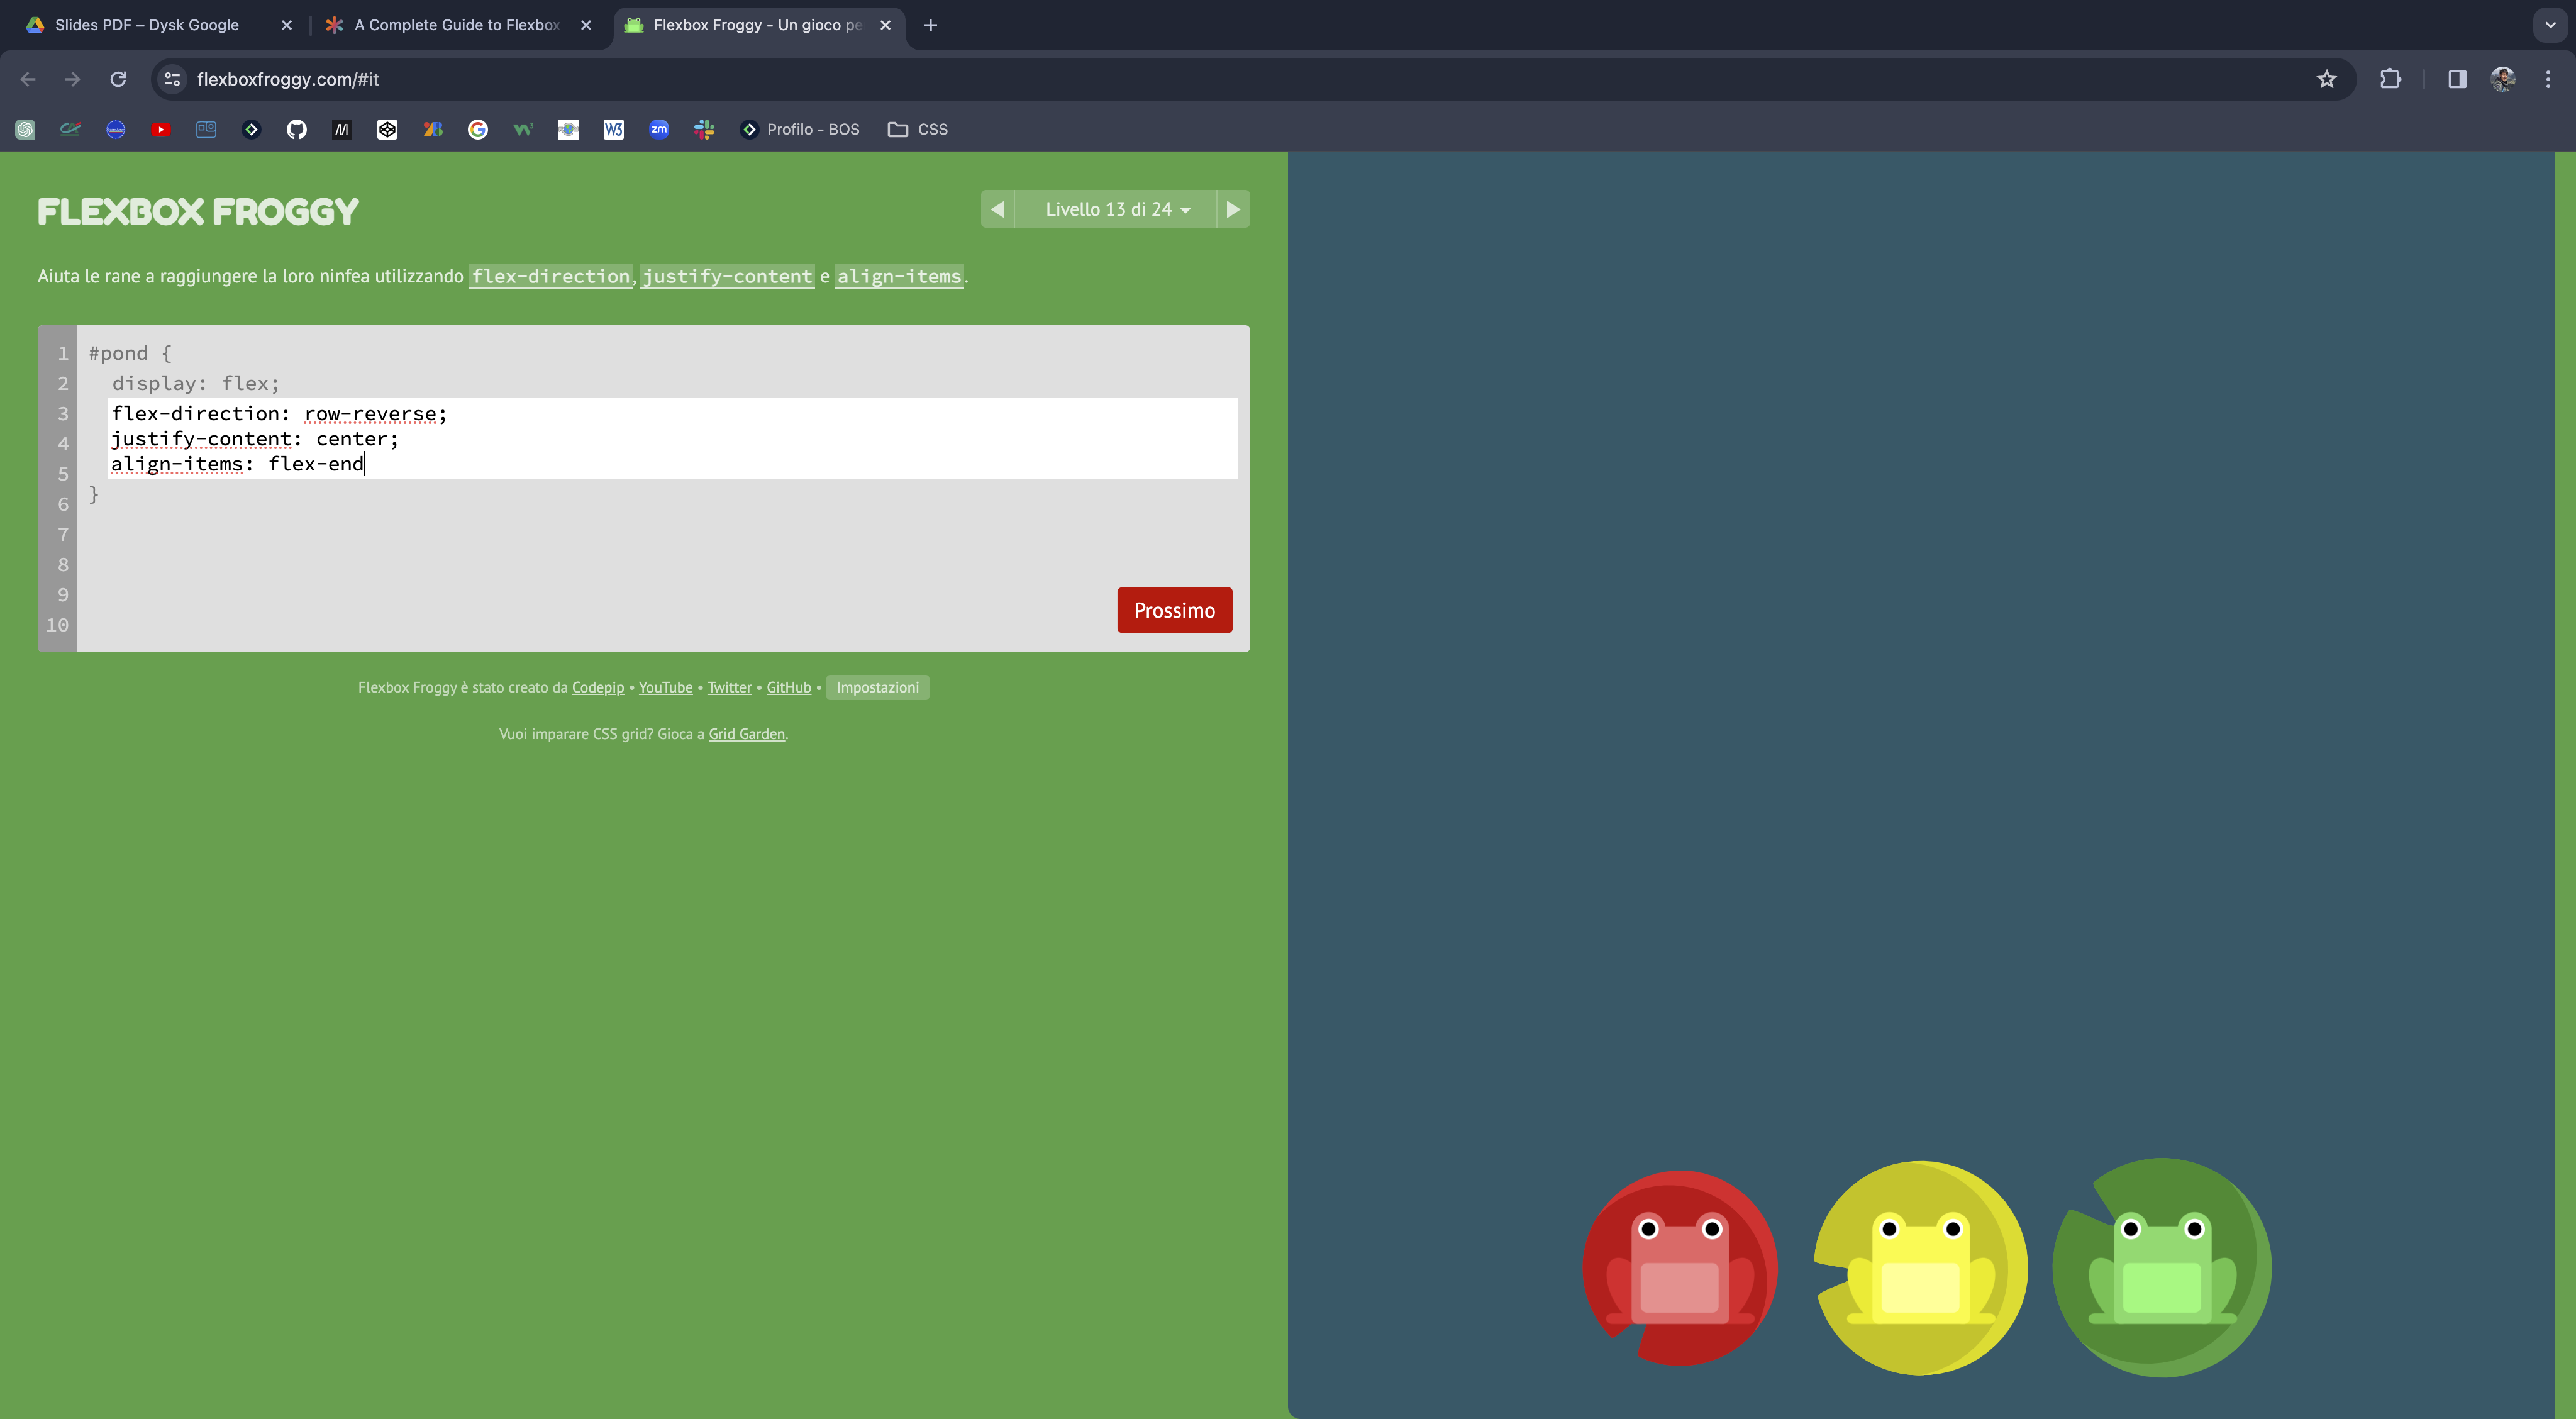 Slides PDF – Dysk Google
A Complete Guide to Flexbox
Flexbox Froggy - Un gioco pe
flexboxfroggy.com/#it
W3
zm
Profilo - BOS
CSS
FLEXBOX FROGGY
Livello 13 di 24
Aiuta le rane a raggiungere la loro ninfea utilizzando flex-direction, justify-content e align-items.
1 #pond {
2 display: flex;
3 flex-direction: row-reverse;
4 justify-content: center;
5 align-items: flex-end
6 }
7
8
9
10
Prossimo
Flexbox Froggy è stato creato da Codepip • YouTube • Twitter • GitHub • Impostazioni
Vuoi imparare CSS grid? Gioca a Grid Garden.